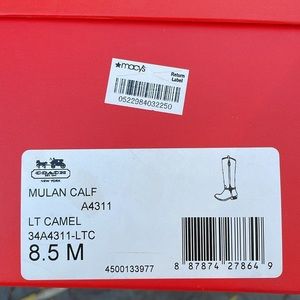 ★macy's
Return
Label
0522984032250
COACH
NEW YORK
MULAN CALF
A4311
LT CAMEL
34A4311-LTC
8.5 M
4500133977
8 87874 27864 9